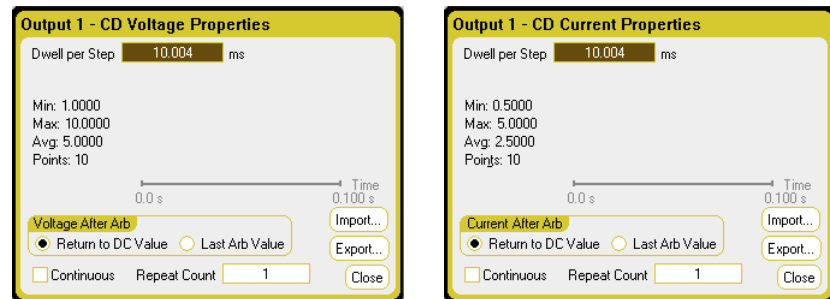 Output 1 - CD Voltage Properties
Dwell per Step 10.004 ms
Min: 1.0000
Max: 10.0000
Avg: 5.0000
Points: 10
Time
0.0 s 0.100 s
Voltage After Arb
Return to DC Value Last Arb Value
Import...
Export...
Continuous Repeat Count 1
Close
Output 1 - CD Current Properties
Dwell per Step 10.004 ms
Min: 0.5000
Max: 5.0000
Avg: 2.5000
Points: 10
Time
0.0 s 0.100 s
Current After Arb
Return to DC Value Last Arb Value
Import...
Export...
Continuous Repeat Count 1
Close